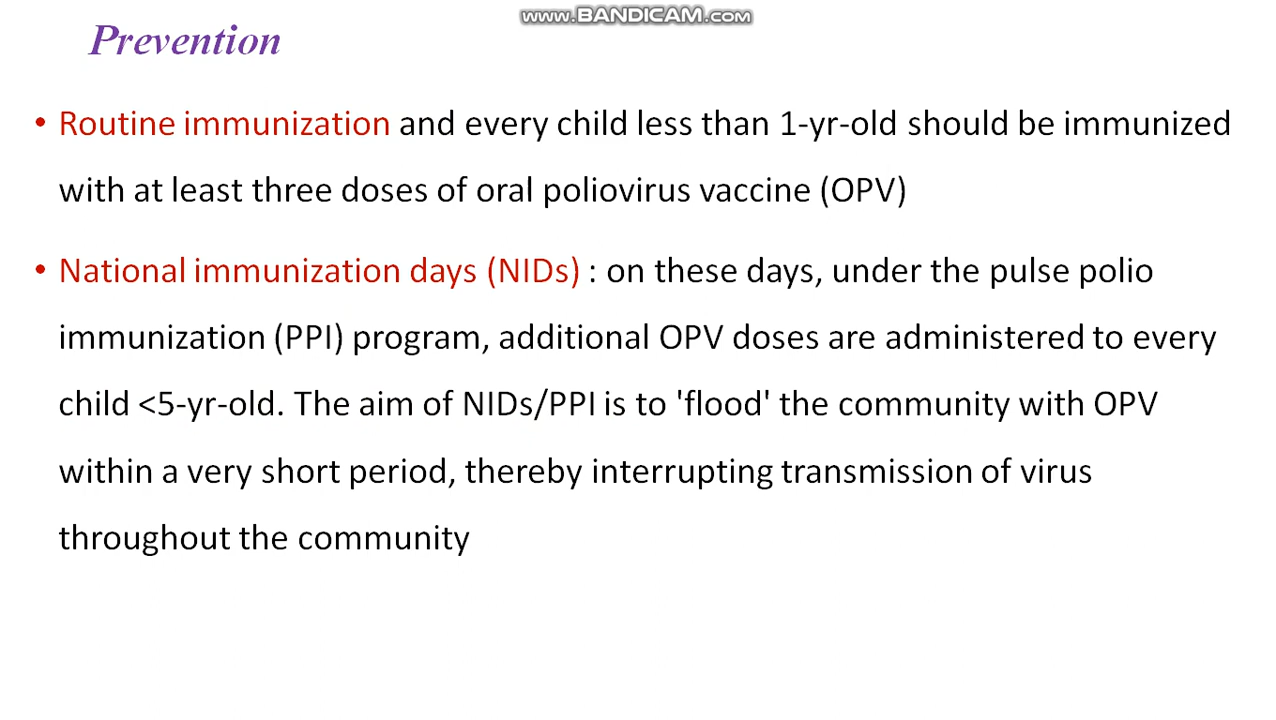 www.BANDICAM.com
Prevention
• Routine immunization and every child less than 1-yr-old should be immunized
with at least three doses of oral poliovirus vaccine (OPV)
• National immunization days (NIDs) : on these days, under the pulse polio
immunization (PPI) program, additional OPV doses are administered to every
child <5-yr-old. The aim of NIDs/PPI is to 'flood' the community with OPV
within a very short period, thereby interrupting transmission of virus
throughout the community